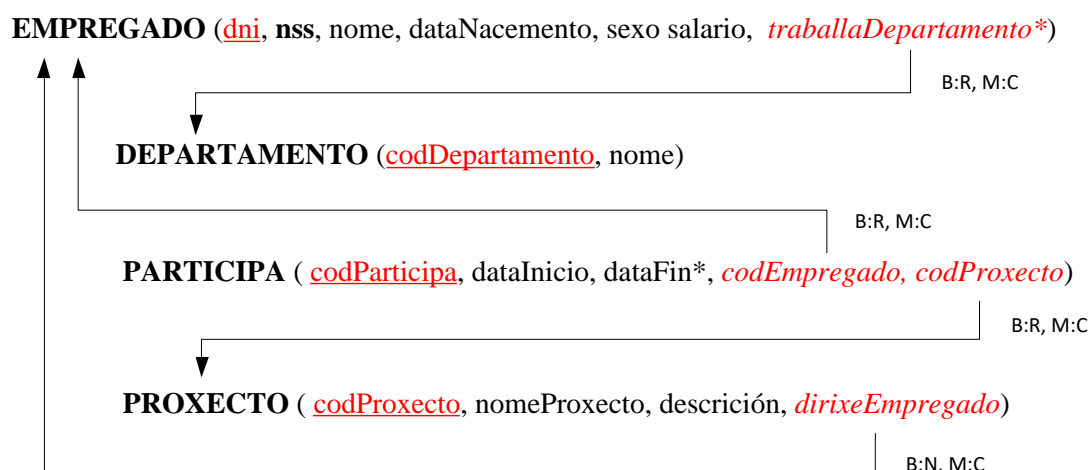 EMPREGADO (dni, nss, nome, dataNacemento, sexo salario, traballaDepartamento*)
B:R, M:C
DEPARTAMENTO (codDepartamento, nome)
B:R, M:C
PARTICIPA ( codParticipa, dataInicio, dataFin*, codEmpregado, codProxecto)
B:R, M:C
PROXECTO ( codProxecto, nomeProxecto, descrición, dirixeEmpregado)
B:N, M:C